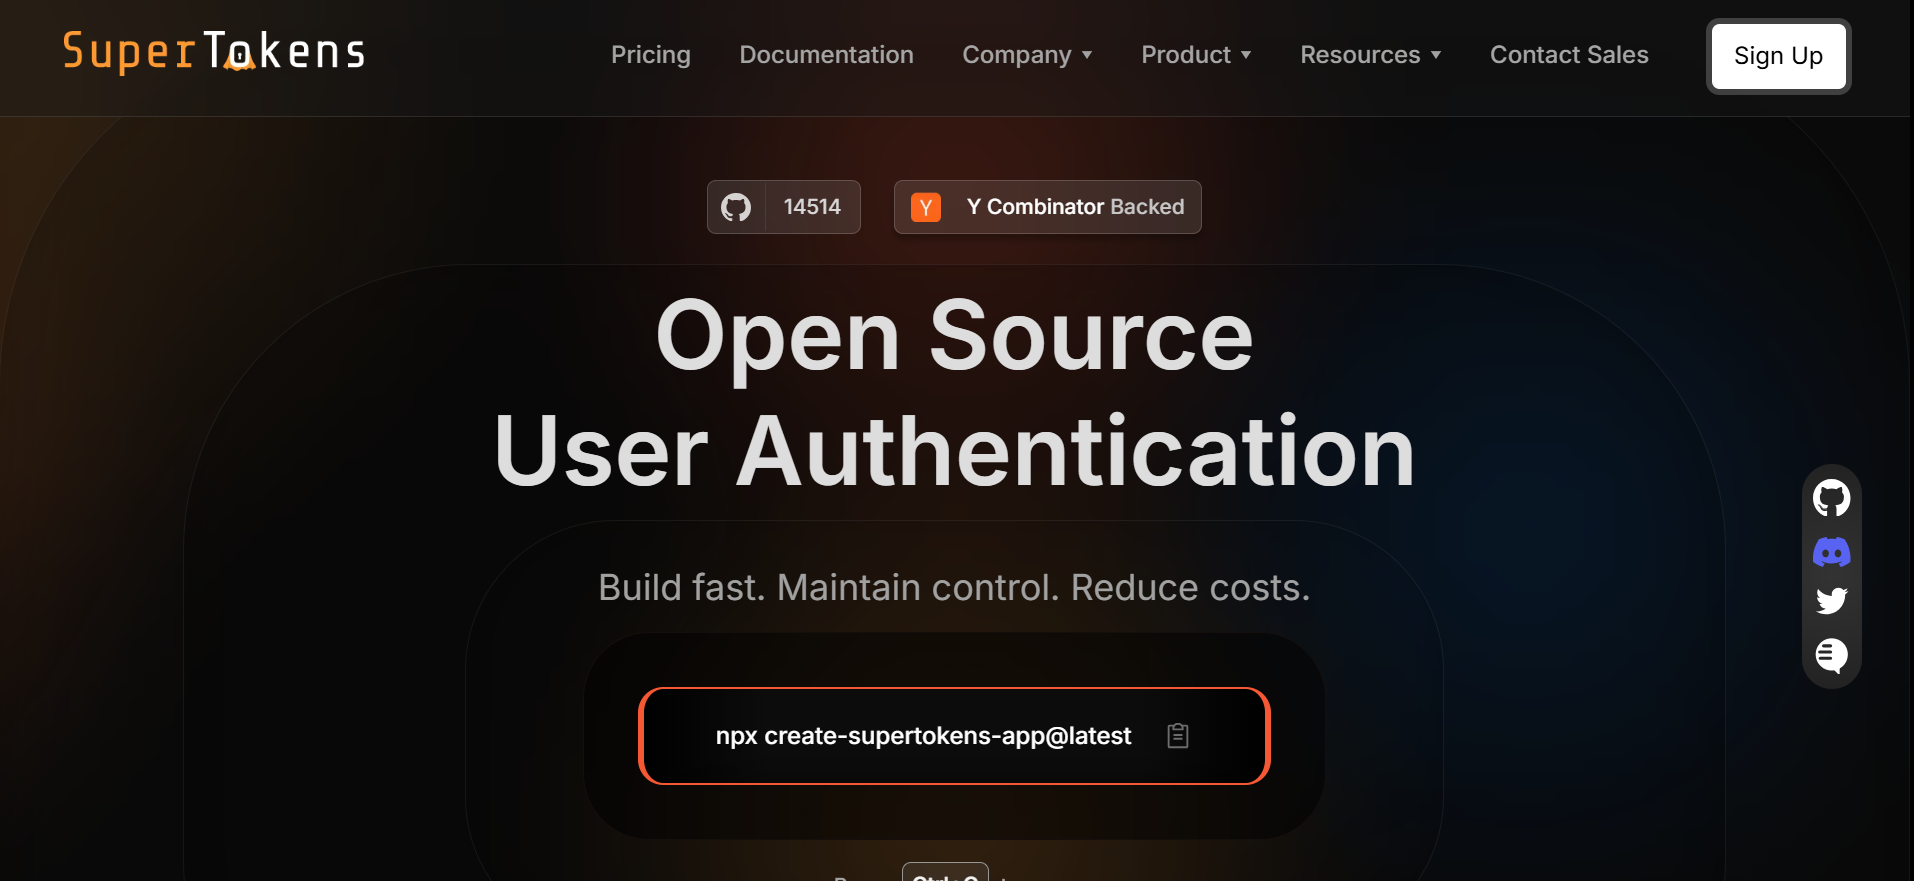 SuperTokens
Pricing
Documentation
Company
Product
Resources
Contact Sales
Sign Up
14514
Y
Y Combinator Backed
Open Source
User Authentication
Build fast. Maintain control. Reduce costs.
npx create-supertokens-app@latest